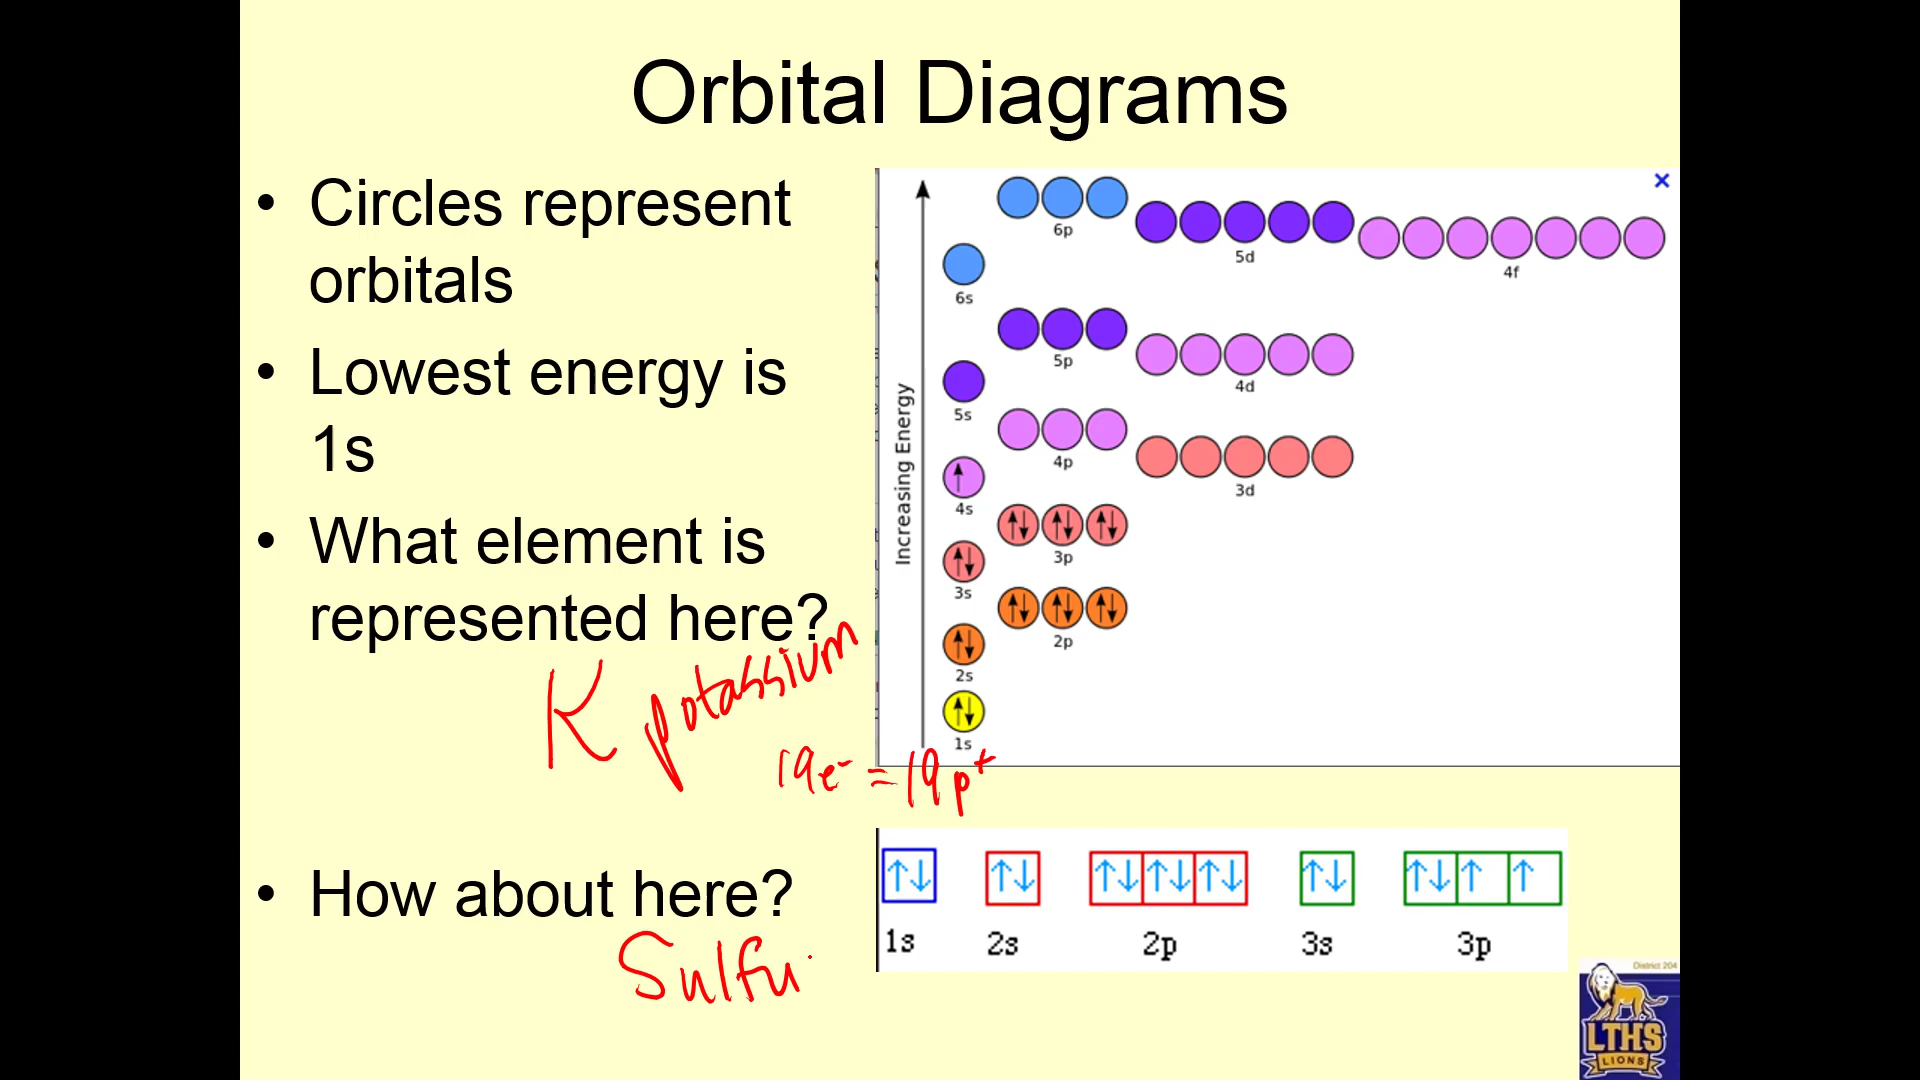 Orbital Diagrams
• Circles represent
orbitals
• Lowest energy is
1s
• What element is
represented here?
K potassium
19e⁻ = 19p⁺
• How about here?
Sulfu
Increasing Energy
6p
5d
4f
6s
5p
4d
5s
4p
3d
4s
3p
3s
2p
2s
1s
1s 2s 2p 3s 3p
District 204
LTHS
LIONS